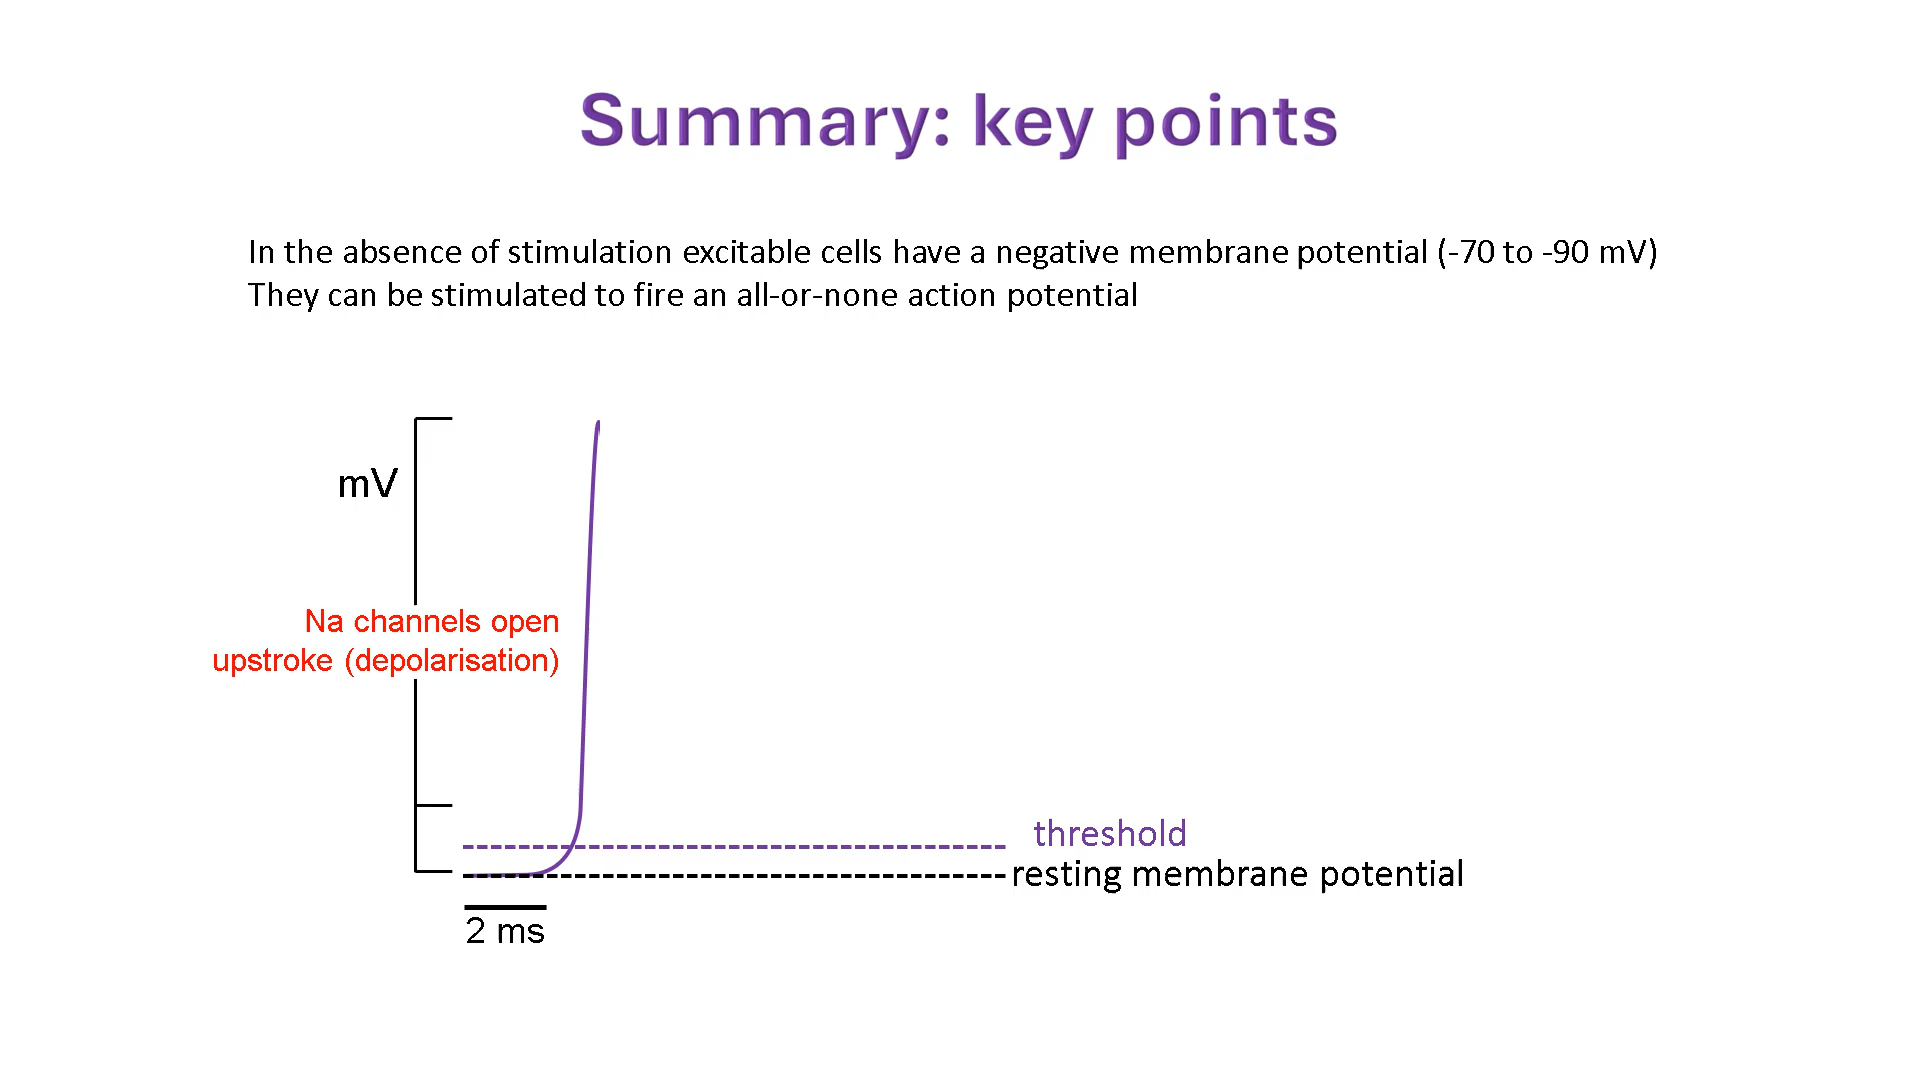 Summary: key points
In the absence of stimulation excitable cells have a negative membrane potential (-70 to -90 mV)
They can be stimulated to fire an all-or-none action potential
mV
Na channels open
upstroke (depolarisation)
threshold
resting membrane potential
2 ms